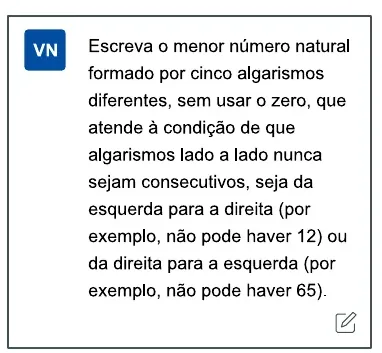 VN
Escreva o menor número natural
formado por cinco algarismos
diferentes, sem usar o zero, que
atende à condição de que
algarismos lado a lado nunca
sejam consecutivos, seja da
esquerda para a direita (por
exemplo, não pode haver 12) ou
da direita para a esquerda (por
exemplo, não pode haver 65).